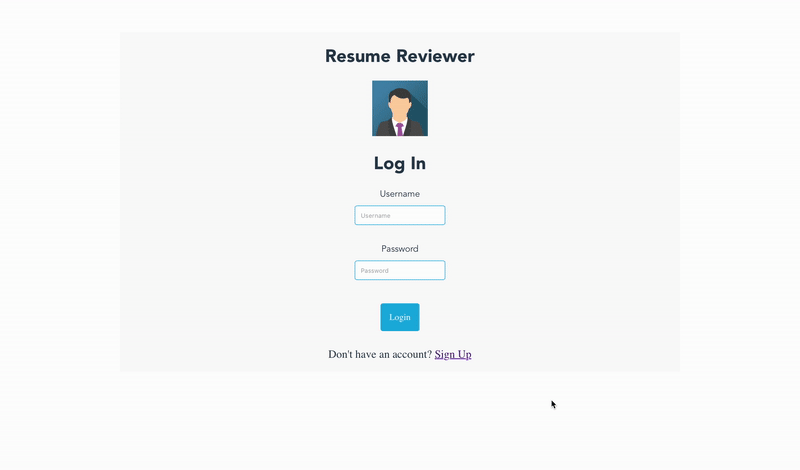 Resume Reviewer
Log In
Username
Username
Password
Password
Login
Don't have an account? Sign Up